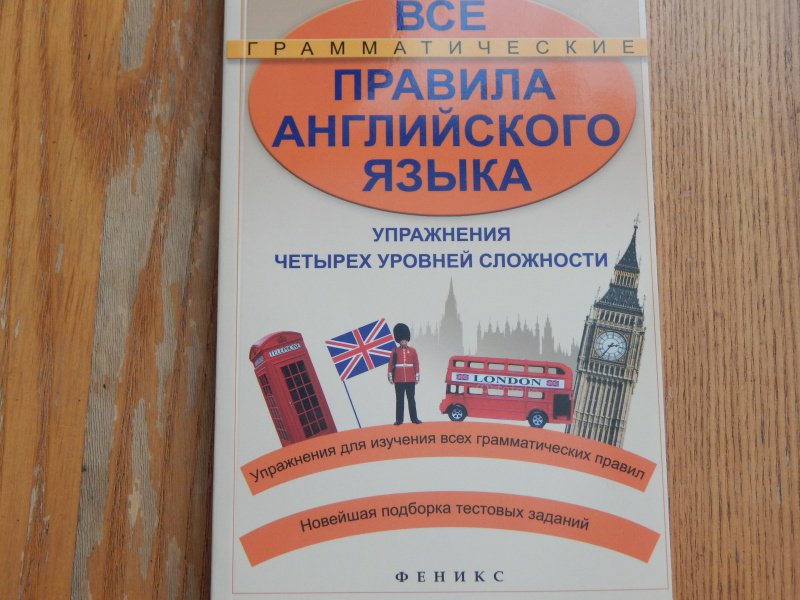 ВСЕ
ГРАММАТИЧЕСКИЕ
ПРАВИЛА
АНГЛИЙСКОГО
ЯЗЫКА
УПРАЖНЕНИЯ
ЧЕТЫРЕХ УРОВНЕЙ СЛОЖНОСТИ
TELEPHONE
LONDON
Упражнения для изучения всех грамматических правил
Новейшая подборка тестовых заданий
ФЕНИКС